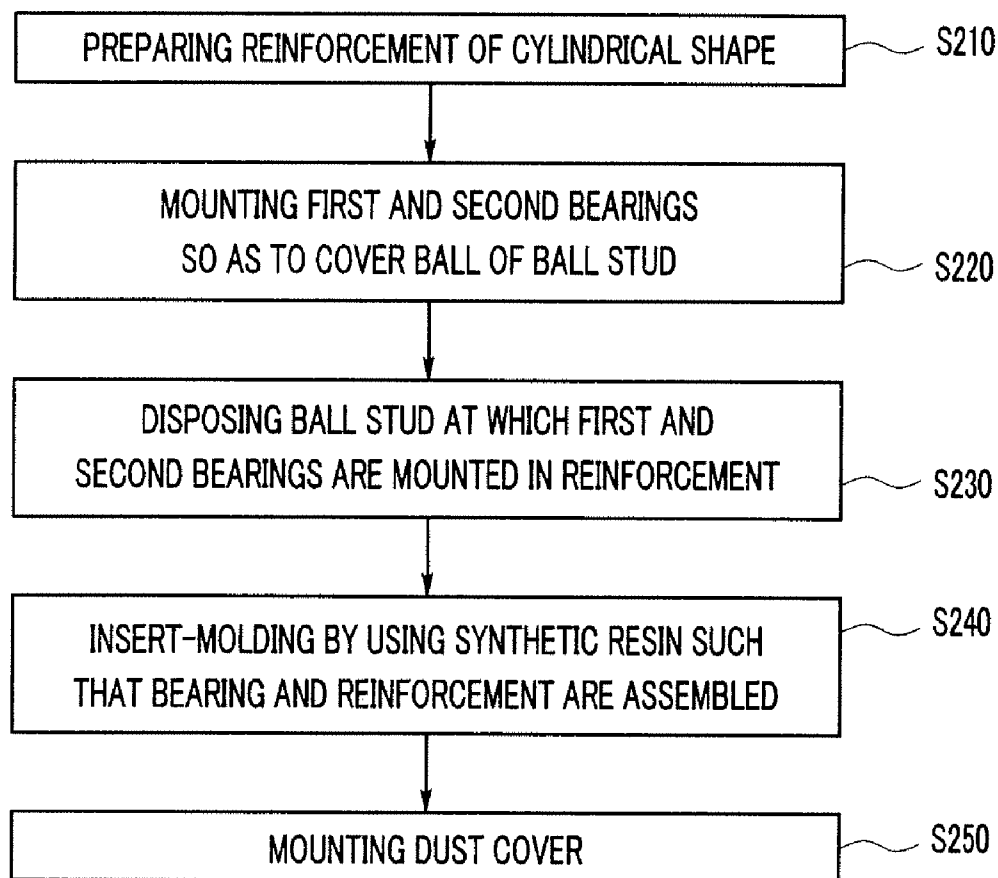 PREPARING REINFORCEMENT OF CYLINDRICAL SHAPE
S210
MOUNTING FIRST AND SECOND BEARINGS
SO AS TO COVER BALL OF BALL STUD
S220
DISPOSING BALL STUD AT WHICH FIRST AND
SECOND BEARINGS ARE MOUNTED IN REINFORCEMENT
S230
INSERT-MOLDING BY USING SYNTHETIC RESIN SUCH
THAT BEARING AND REINFORCEMENT ARE ASSEMBLED
S240
MOUNTING DUST COVER
S250